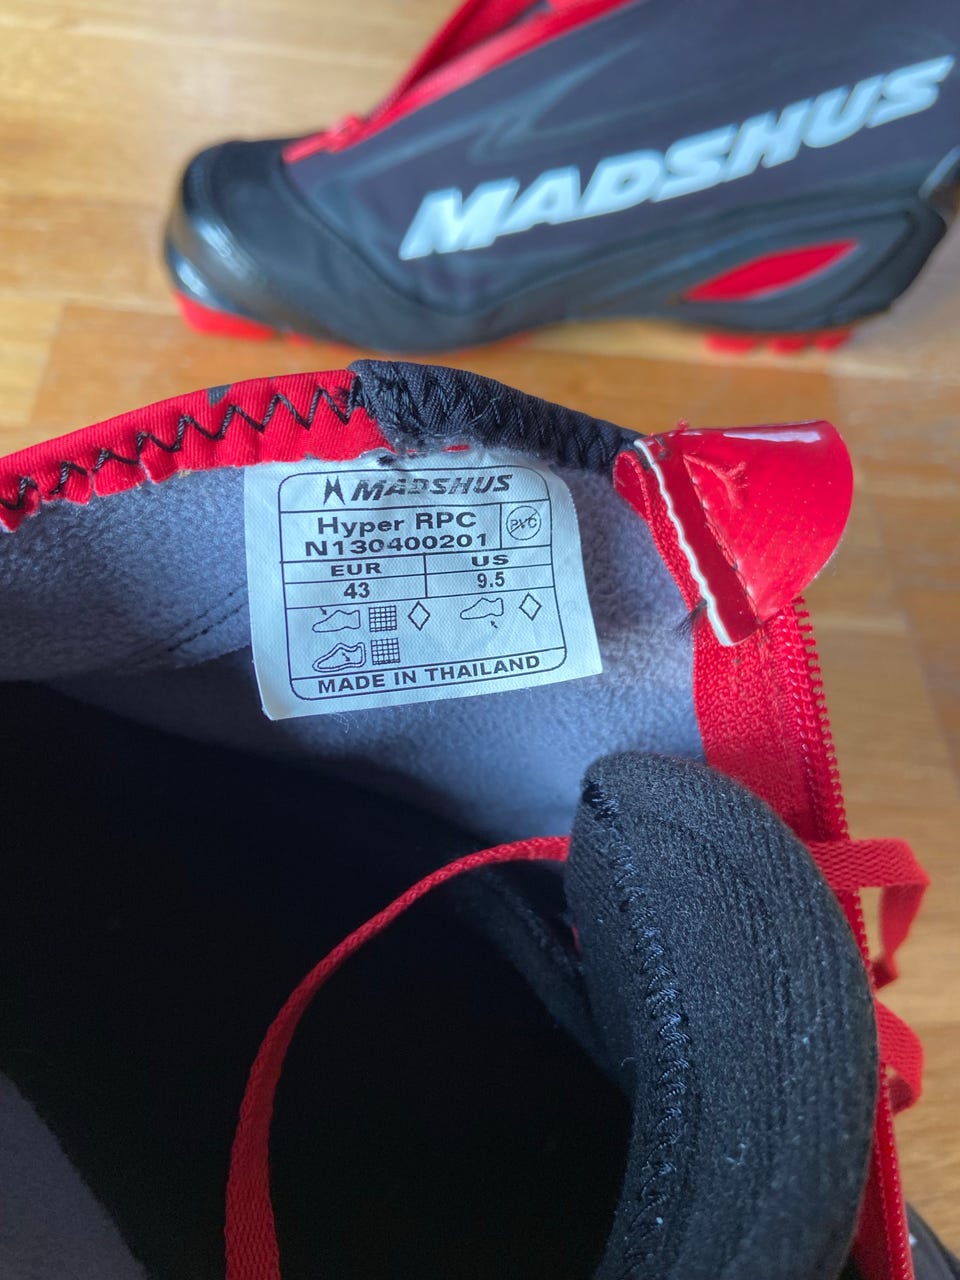 MADSHUS
MADSHUS
Hyper RPC PVC
N130400201
EUR US
43 9.5
MADE IN THAILAND